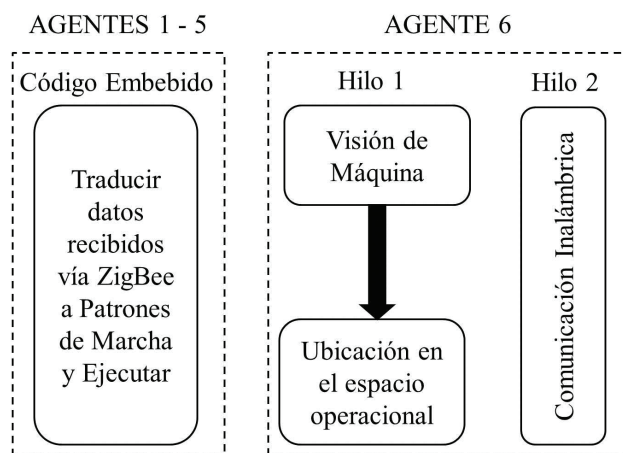 AGENTES 1 - 5
Código Embebido
Traducir
datos
recibidos
vía ZigBee
a Patrones
de Marcha
y Ejecutar
AGENTE 6
Hilo 1
Visión de
Máquina
Ubicación en
el espacio
operacional
Hilo 2
Comunicación Inalámbrica